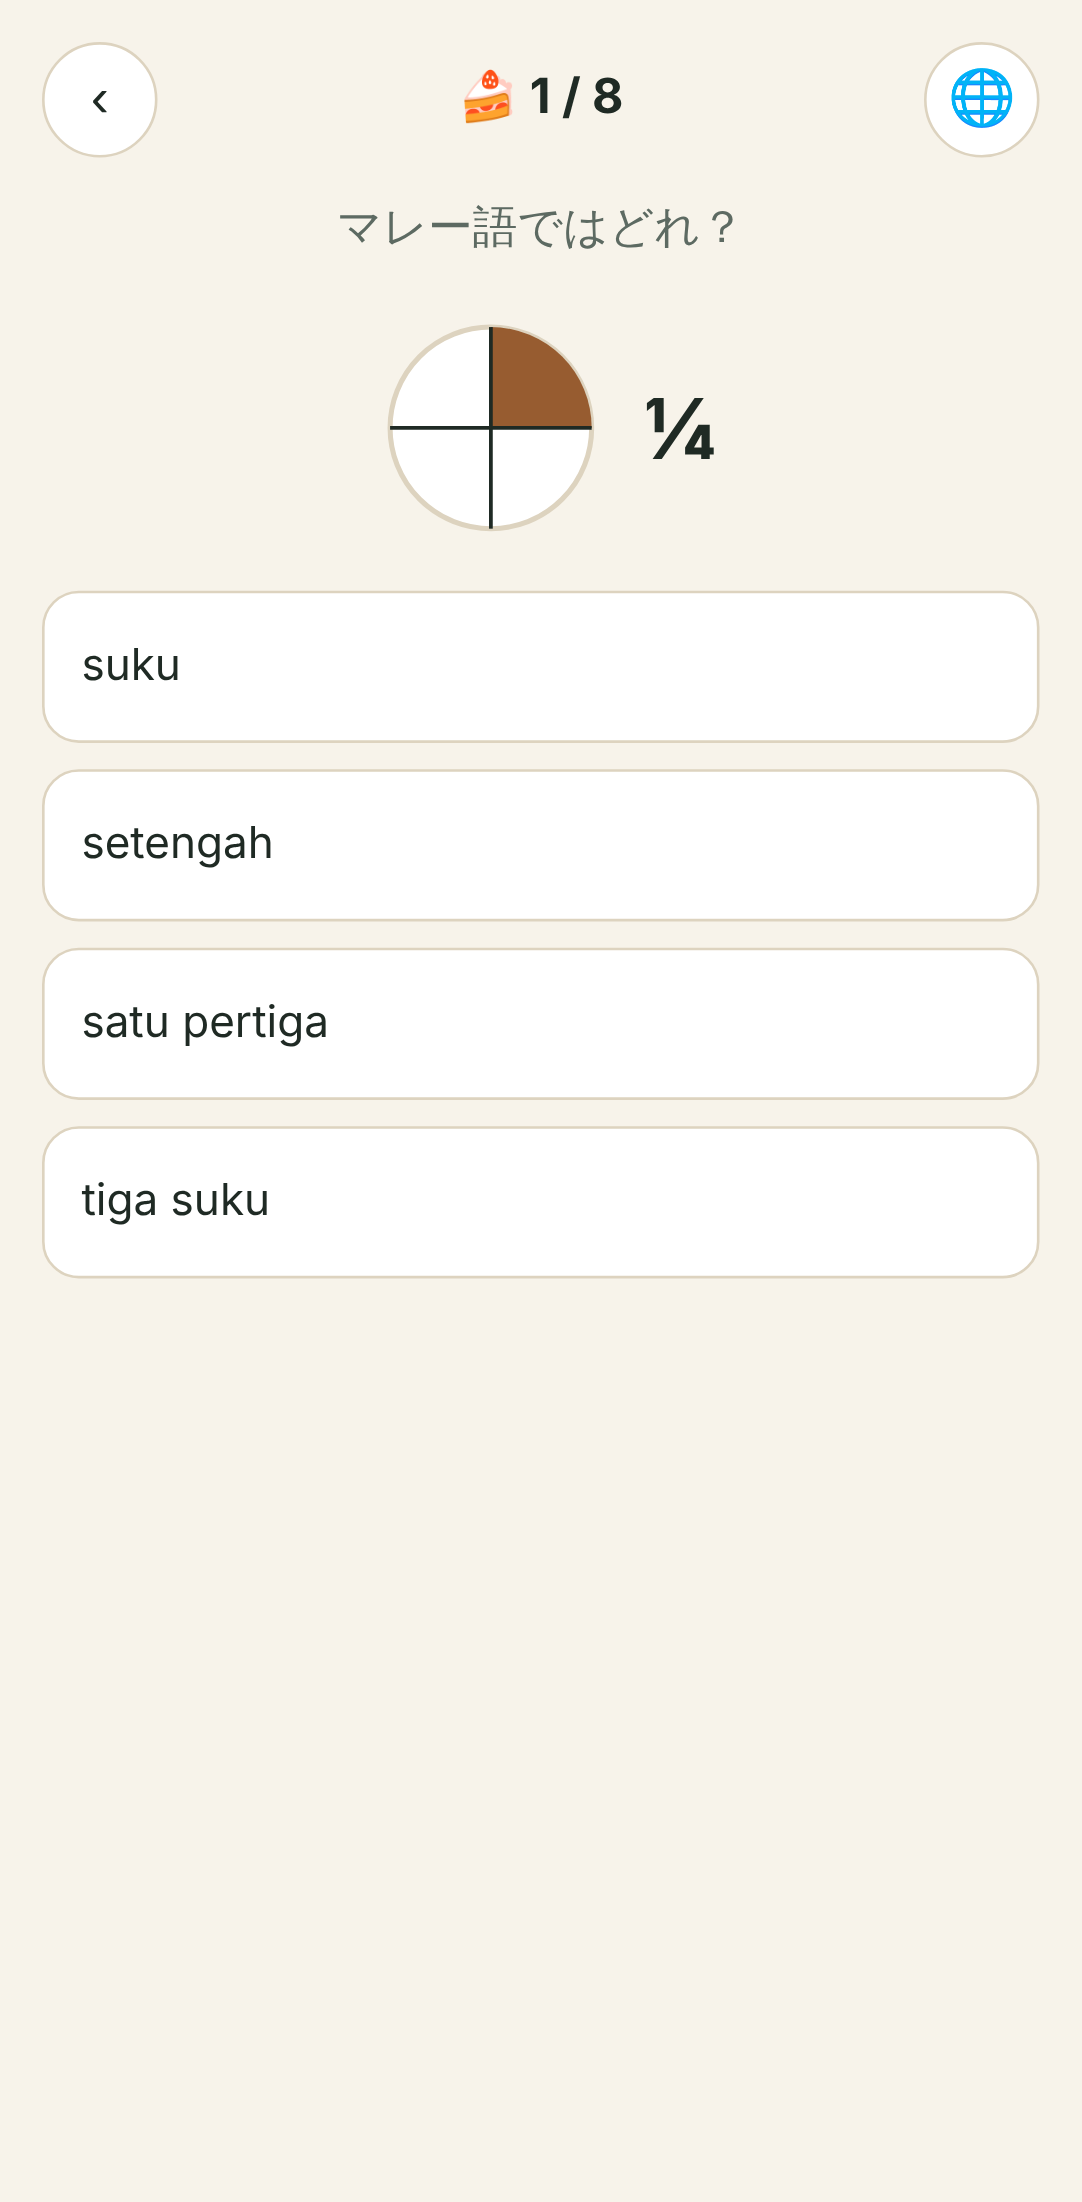 ‹
🍰 1 / 8
🌐
マレー語ではどれ？
¼
suku
setengah
satu pertiga
tiga suku